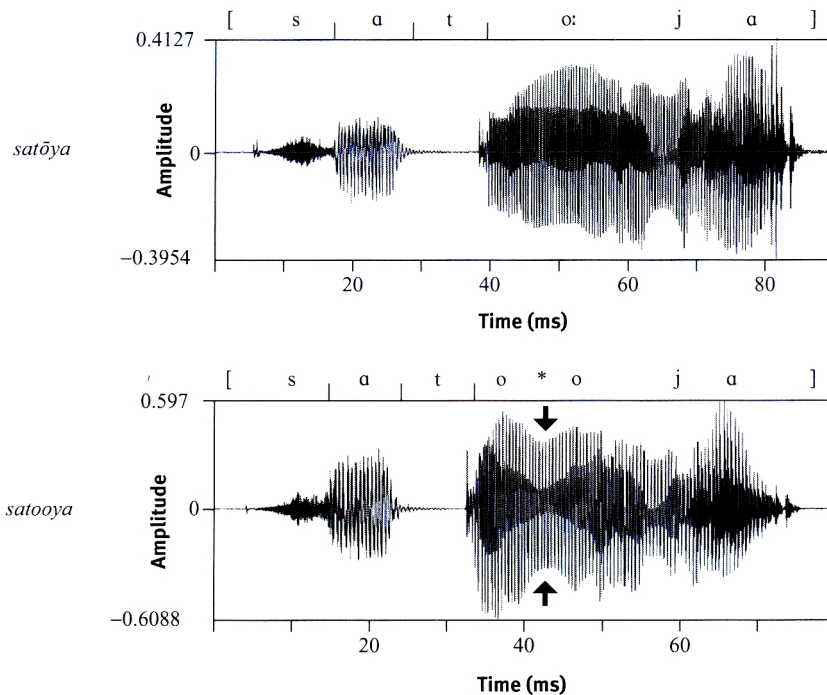 [ s ɑ t oː j ɑ ]
0.4127
satōya
Amplitude
0
−0.3954
20 40 60 80
Time (ms)
[ s ɑ t o * o j ɑ ]
0.597
satooya
Amplitude
0
−0.6088
20 40 60
Time (ms)